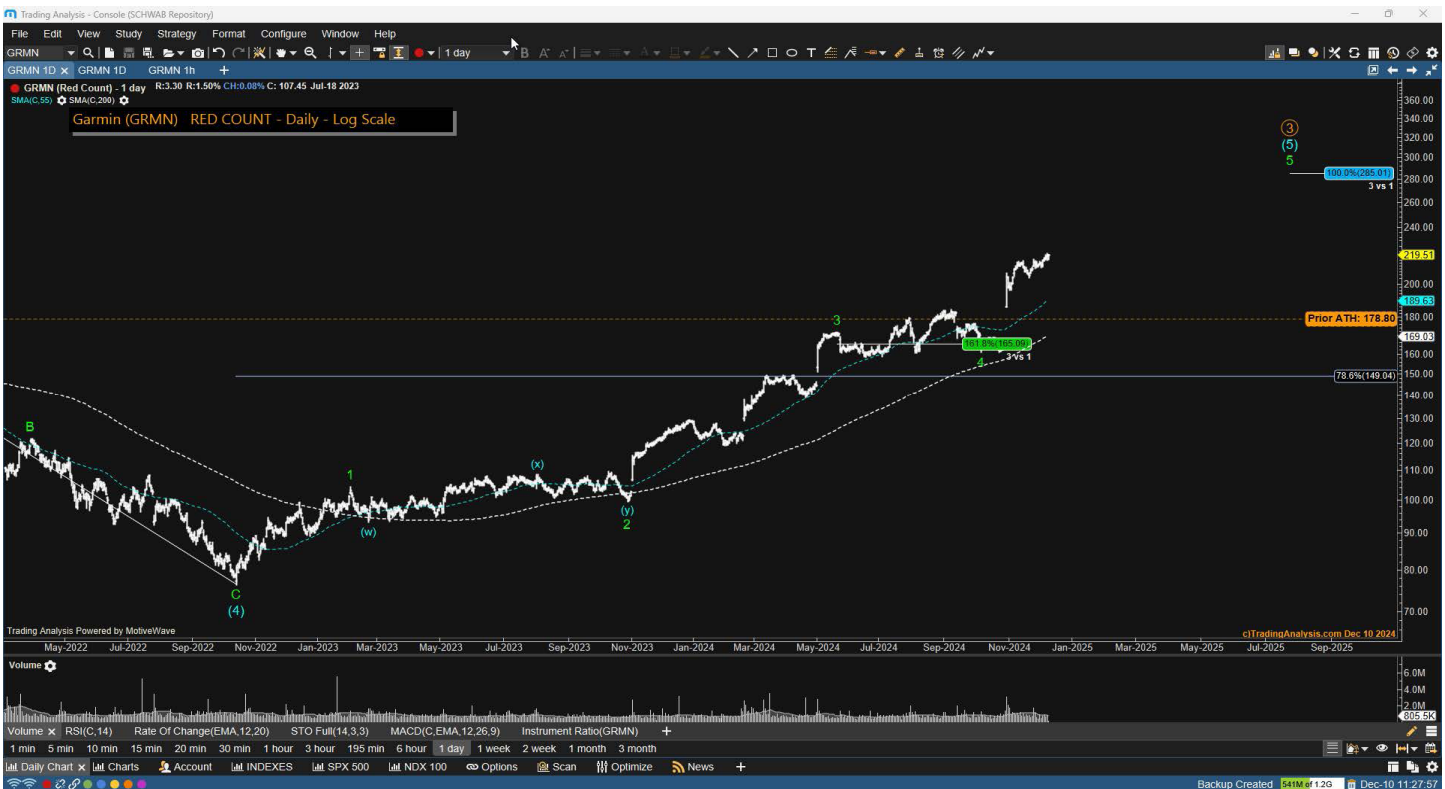 Trading Analysis - Console (SCHWAB Repository)
File Edit View Study Strategy Format Configure Window Help
GRMN 1 day B A A A T
GRMN 1D GRMN 1D GRMN 1h +
GRMN (Red Count) - 1 day R:3.30 R:1.50% CH:0.08% C: 107.45 Jul-18 2023
SMA(C,55) SMA(C,200)
Garmin (GRMN) RED COUNT - Daily - Log Scale
360.00
340.00
3
320.00
(5)
5
300.00
100.0%(285.01)
280.00
3 vs 1
260.00
240.00
219.51
200.00
189.63
180.00
Prior ATH: 178.80
3
169.03
161.8%(165.09)
160.00
3 vs 1
4
150.00
78.6%(149.04)
140.00
130.00
B
120.00
110.00
(x)
1
100.00
(y)
2
(w)
90.00
80.00
C
(4)
70.00
Trading Analysis Powered by MotiveWave
c)TradingAnalysis.com Dec 10 2024
May-2022 Jul-2022 Sep-2022 Nov-2022 Jan-2023 Mar-2023 May-2023 Jul-2023 Sep-2023 Nov-2023 Jan-2024 Mar-2024 May-2024 Jul-2024 Sep-2024 Nov-2024 Jan-2025 Mar-2025 May-2025 Jul-2025 Sep-2025
Volume
6.0M
4.0M
2.0M
805.5K
Volume RSI(C,14) Rate Of Change(EMA,12,20) STO Full(14,3,3) MACD(C,EMA,12,26,9) Instrument Ratio(GRMN) +
1 min 5 min 10 min 15 min 20 min 30 min 1 hour 3 hour 195 min 6 hour 1 day 1 week 2 week 1 month 3 month
Daily Chart Charts Account INDEXES SPX 500 NDX 100 Options Scan Optimize News +
Backup Created 541M of 1.2G Dec-10 11:27:57